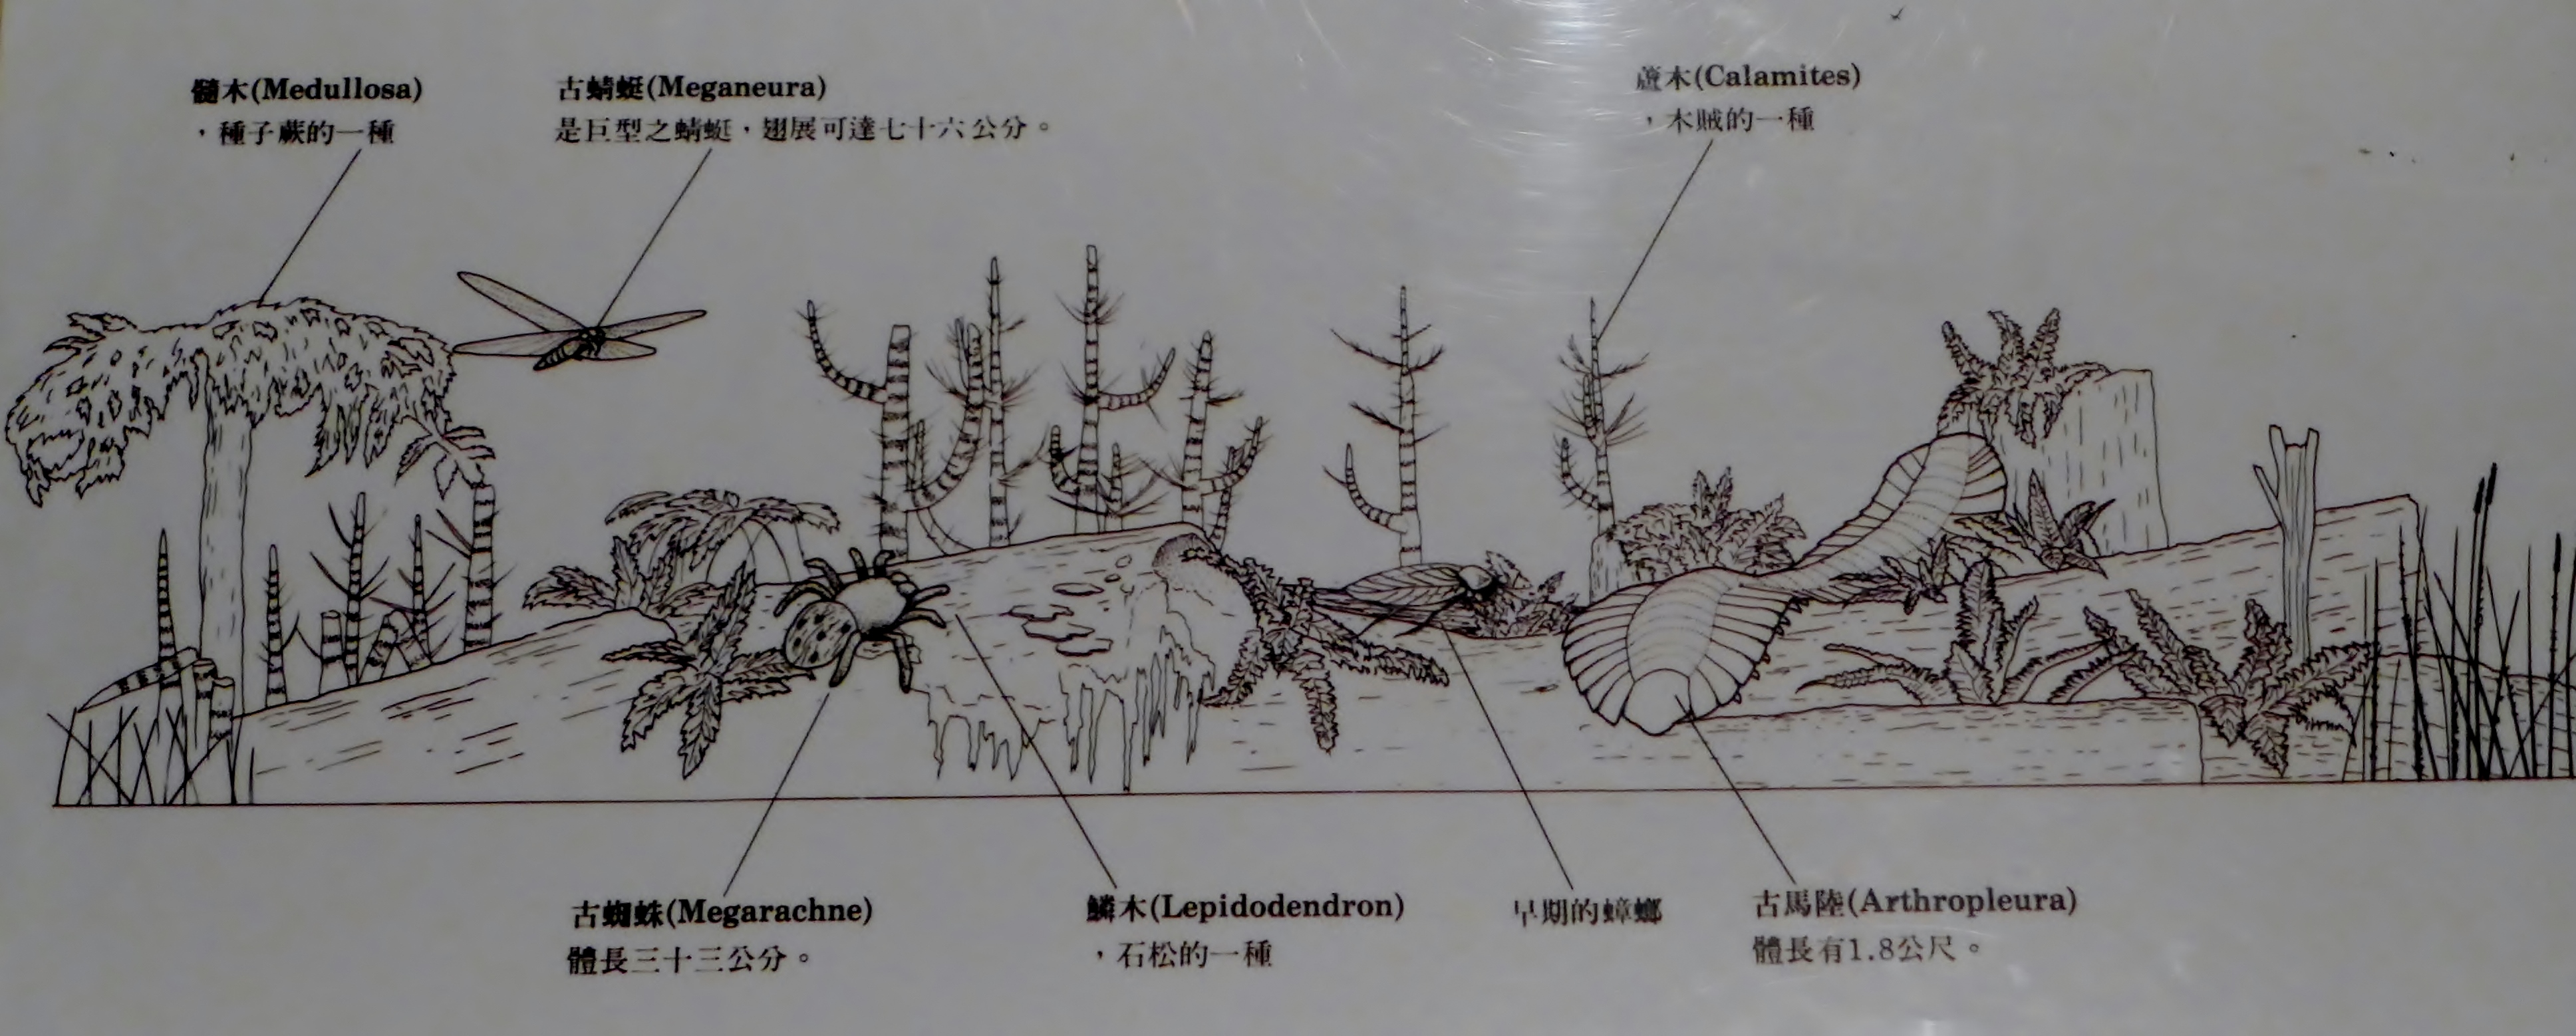 髓木(Medullosa)
，種子蕨的一種
古蜻蜓(Meganeura)
是巨型之蜻蜓，翅展可達七十六公分。
蘆木(Calamites)
，木賊的一種
古蜘蛛(Megarachne)
體長三十三公分。
鱗木(Lepidodendron)
，石松的一種
早期的蟑螂
古馬陸(Arthropleura)
體長有1.8公尺。